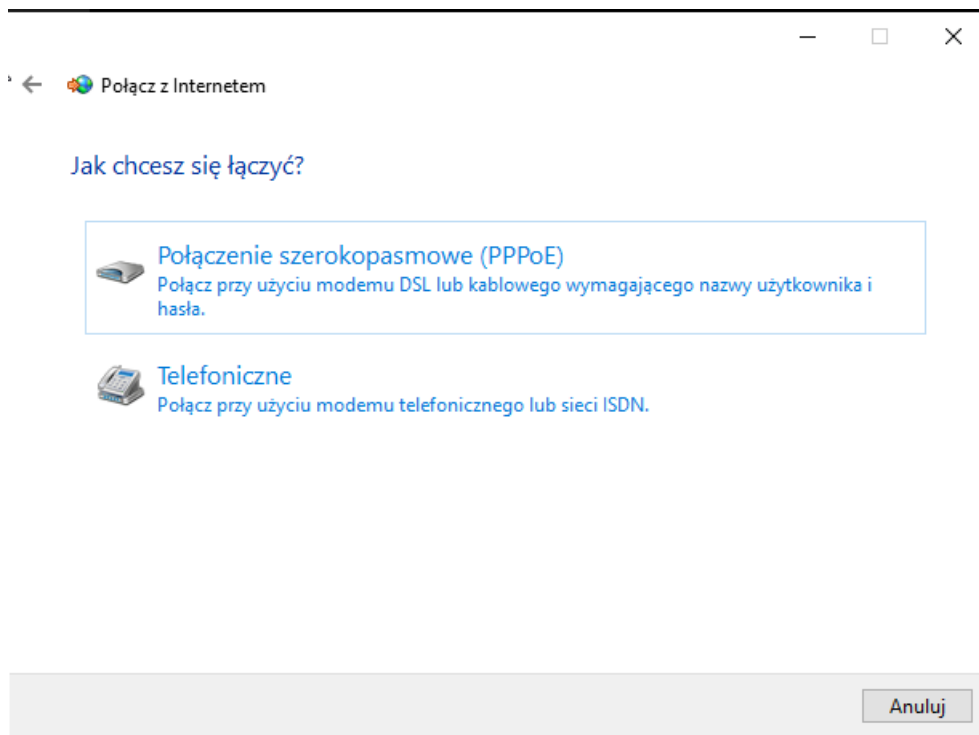 Połącz z Internetem
Jak chcesz się łączyć?
Połączenie szerokopasmowe (PPPoE)
Połącz przy użyciu modemu DSL lub kablowego wymagającego nazwy użytkownika i
hasła.
Telefoniczne
Połącz przy użyciu modemu telefonicznego lub sieci ISDN.
Anuluj